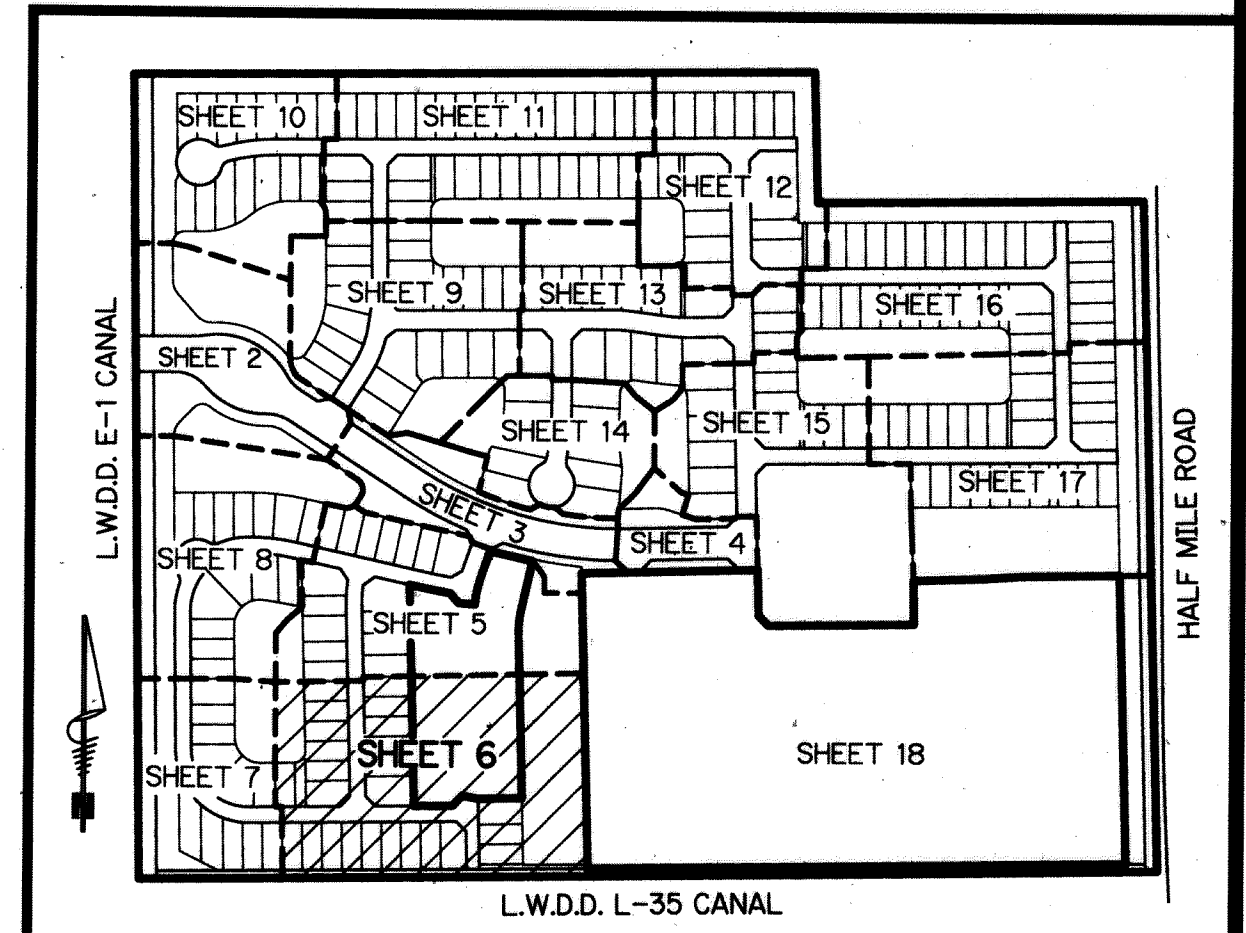 SHEET 10
SHEET 11
SHEET 12
SHEET 9
SHEET 13
SHEET 16
SHEET 2
L.W.D.D. E-1 CANAL
SHEET 14
SHEET 15
SHEET 17
SHEET 3
SHEET 4
HALF MILE ROAD
SHEET 8
SHEET 5
SHEET 6
SHEET 7
SHEET 18
N
L.W.D.D. L-35 CANAL